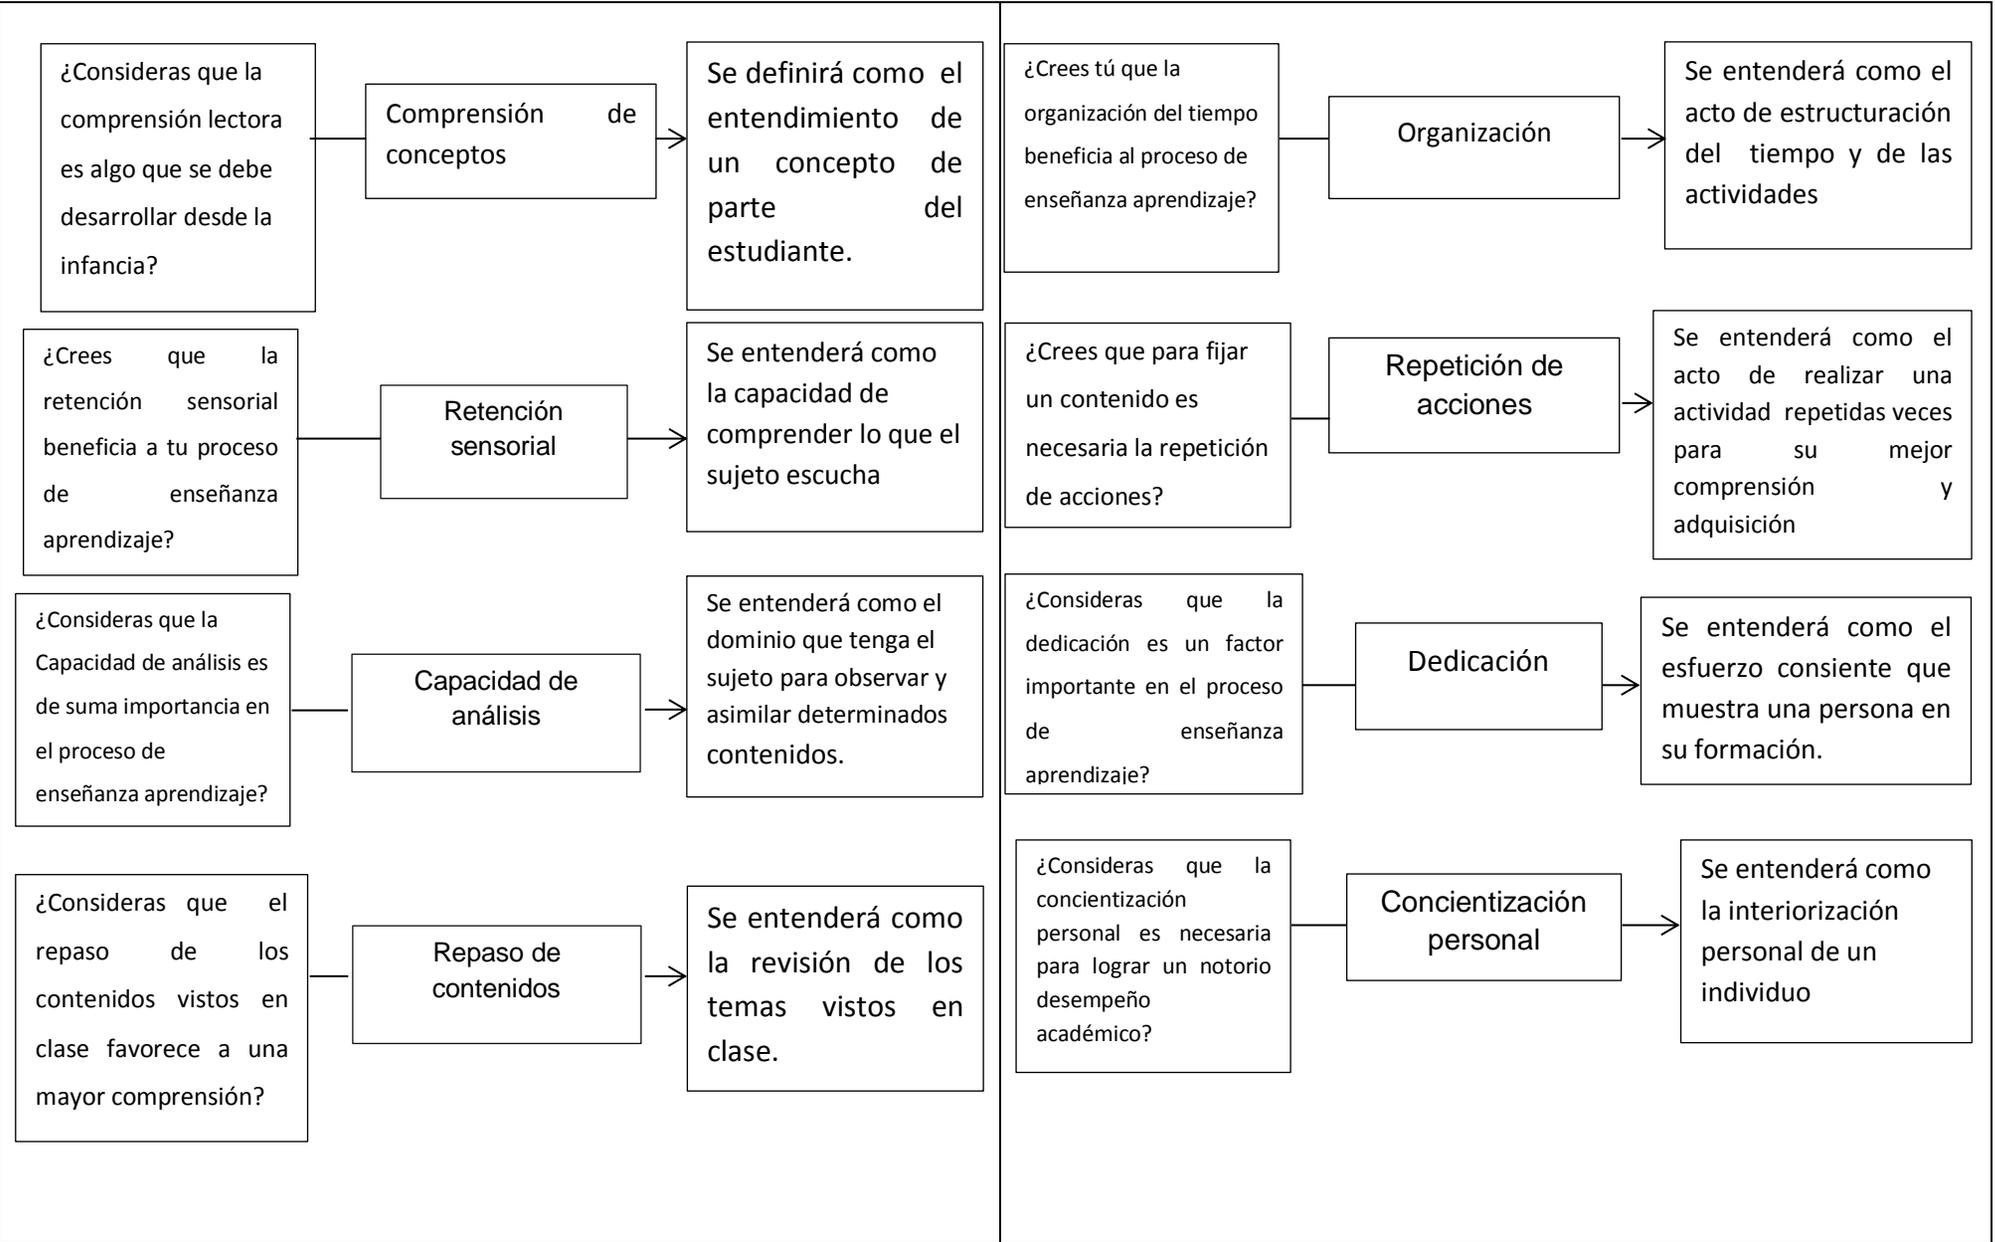 ¿Consideras que la
comprensión lectora
es algo que se debe
desarrollar desde la
infancia?
Comprensión de
conceptos
Se definirá como el
entendimiento de
un concepto de
parte del
estudiante.
¿Crees que la
retención sensorial
beneficia a tu proceso
de enseñanza
aprendizaje?
Retención
sensorial
Se entenderá como
la capacidad de
comprender lo que el
sujeto escucha
¿Consideras que la
Capacidad de análisis es
de suma importancia en
el proceso de
enseñanza aprendizaje?
Capacidad de
análisis
Se entenderá como el
dominio que tenga el
sujeto para observar y
asimilar determinados
contenidos.
¿Consideras que el
repaso de los
contenidos vistos en
clase favorece a una
mayor comprensión?
Repaso de
contenidos
Se entenderá como
la revisión de los
temas vistos en
clase.
¿Crees tú que la
organización del tiempo
beneficia al proceso de
enseñanza aprendizaje?
Organización
Se entenderá como el
acto de estructuración
del tiempo y de las
actividades
¿Crees que para fijar
un contenido es
necesaria la repetición
de acciones?
Repetición de
acciones
Se entenderá como el
acto de realizar una
actividad repetidas veces
para su mejor
comprensión y
adquisición
¿Consideras que la
dedicación es un factor
importante en el proceso
de enseñanza
aprendizaje?
Dedicación
Se entenderá como el
esfuerzo consiente que
muestra una persona en
su formación.
¿Consideras que la
concientización
personal es necesaria
para lograr un notorio
desempeño
académico?
Concientización
personal
Se entenderá como
la interiorización
personal de un
individuo